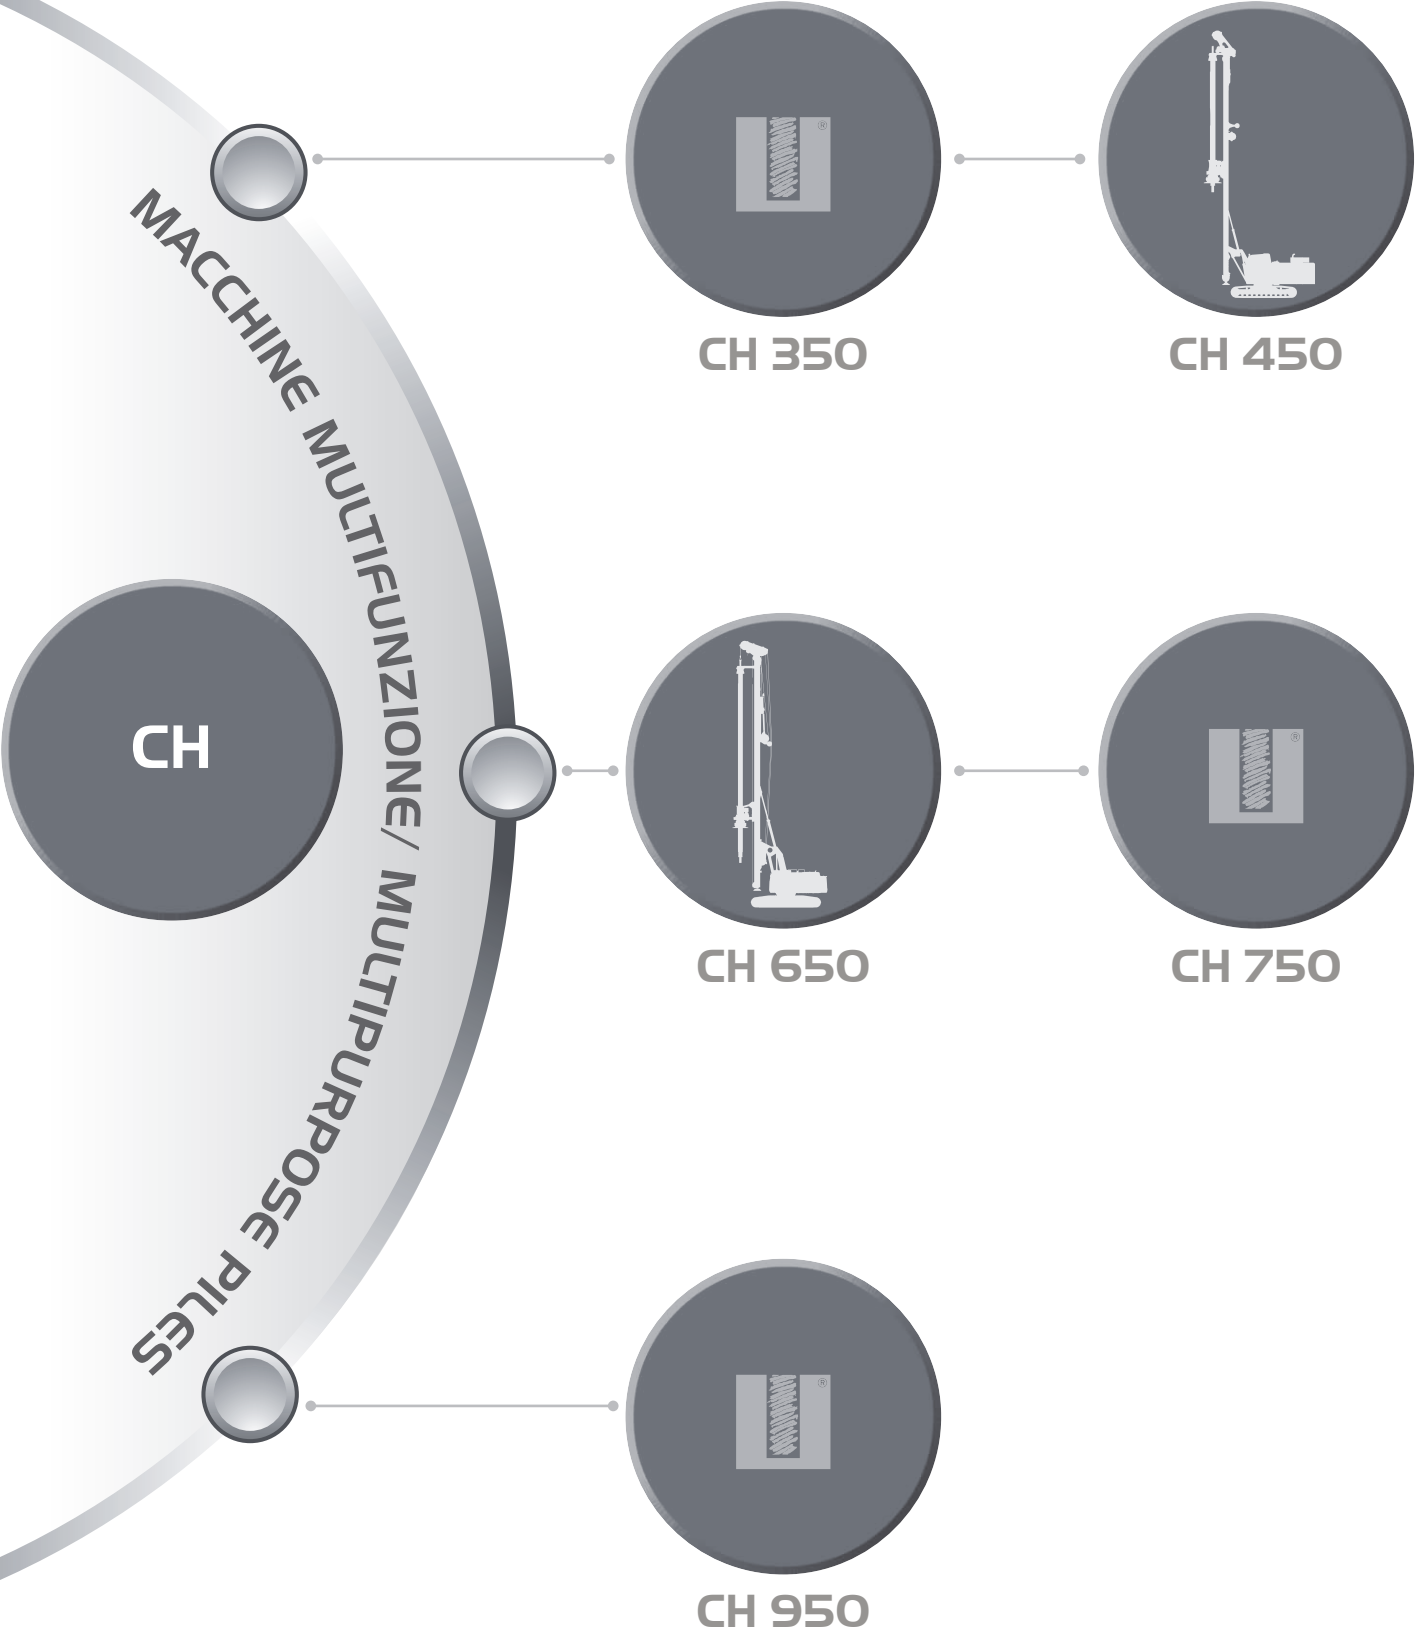 MACCHINE MULTIFUNZIONE/ MULTIPURPOSE PILES
CH
®
CH 350
CH 450
CH 650
®
CH 750
®
CH 950